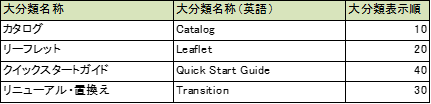 大分類名称 大分類名称(英語) 大分類表示順
カタログ Catalog 10
リーフレット Leaflet 20
クイックスタートガイド Quick Start Guide 40
リニューアル・置換え Transition 30